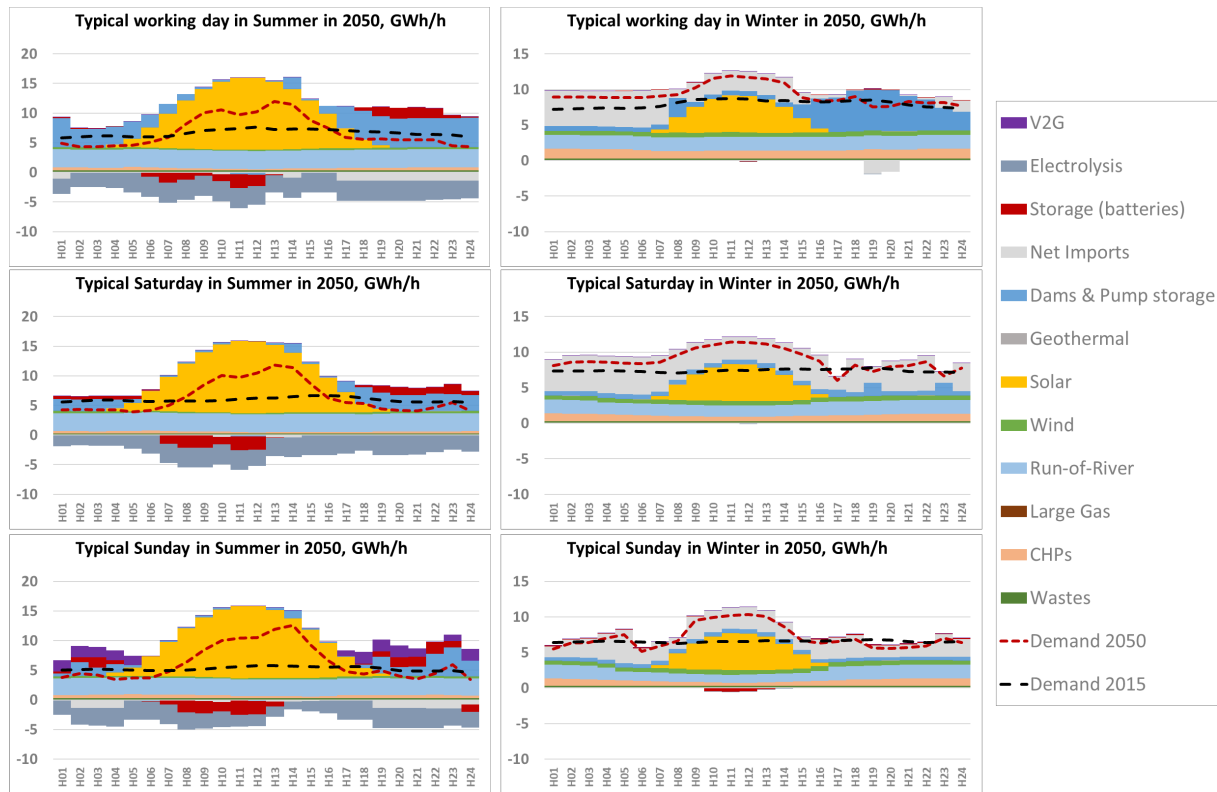 Typical working day in Summer in 2050, GWh/h
20
15
10
5
0
-5
-10
H01 H02 H03 H04 H05 H06 H07 H08 H09 H10 H11 H12 H13 H14 H15 H16 H17 H18 H19 H20 H21 H22 H23 H24
Typical working day in Winter in 2050, GWh/h
15
10
5
0
-5
-10
H01 H02 H03 H04 H05 H06 H07 H08 H09 H10 H11 H12 H13 H14 H15 H16 H17 H18 H19 H20 H21 H22 H23 H24
Typical Saturday in Summer in 2050, GWh/h
20
15
10
5
0
-5
-10
H01 H02 H03 H04 H05 H06 H07 H08 H09 H10 H11 H12 H13 H14 H15 H16 H17 H18 H19 H20 H21 H22 H23 H24
Typical Saturday in Winter in 2050, GWh/h
15
10
5
0
-5
-10
H01 H02 H03 H04 H05 H06 H07 H08 H09 H10 H11 H12 H13 H14 H15 H16 H17 H18 H19 H20 H21 H22 H23 H24
Typical Sunday in Summer in 2050, GWh/h
20
15
10
5
0
-5
-10
H01 H02 H03 H04 H05 H06 H07 H08 H09 H10 H11 H12 H13 H14 H15 H16 H17 H18 H19 H20 H21 H22 H23 H24
Typical Sunday in Winter in 2050, GWh/h
15
10
5
0
-5
-10
H01 H02 H03 H04 H05 H06 H07 H08 H09 H10 H11 H12 H13 H14 H15 H16 H17 H18 H19 H20 H21 H22 H23 H24
V2G
Electrolysis
Storage (batteries)
Net Imports
Dams & Pump storage
Geothermal
Solar
Wind
Run-of-River
Large Gas
CHPs
Wastes
Demand 2050
Demand 2015